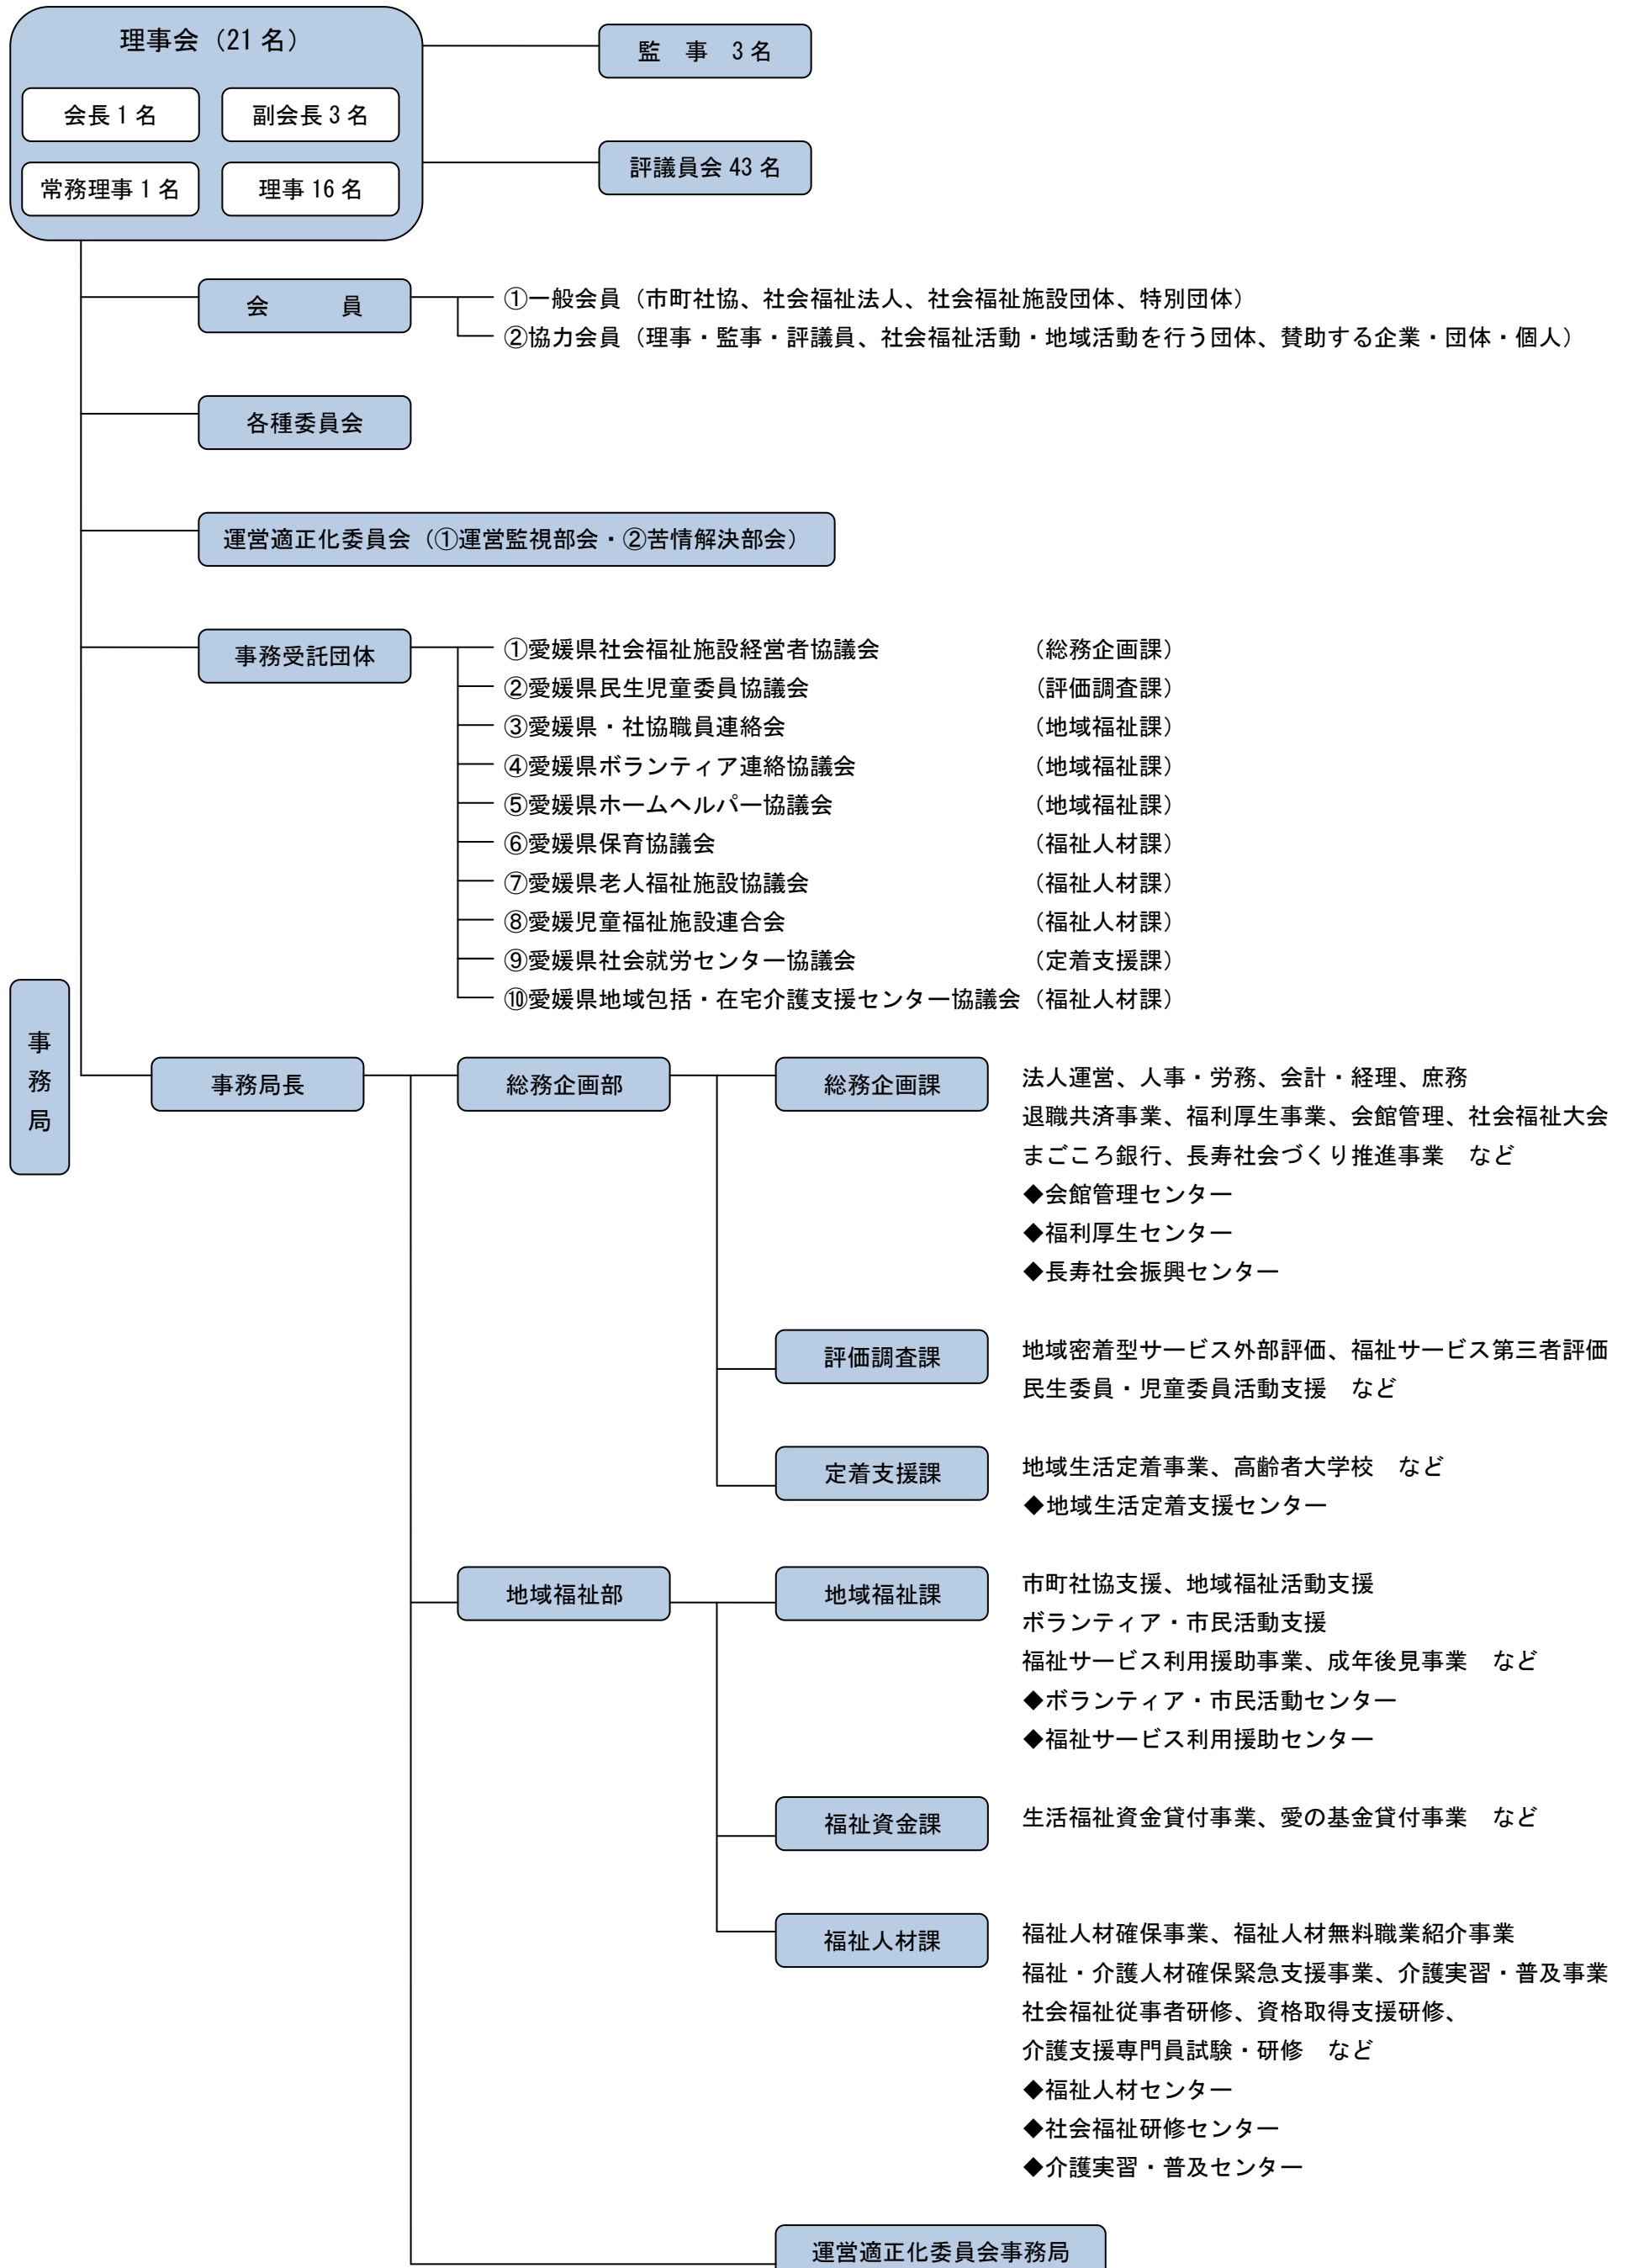 理事会（21名）
監　事　3名
会長1名
副会長3名
評議員会43名
常務理事1名
理事16名
会　　　員
①一般会員（市町社協、社会福祉法人、社会福祉施設団体、特別団体）
②協力会員（理事・監事・評議員、社会福祉活動・地域活動を行う団体、賛助する企業・団体・個人）
各種委員会
運営適正化委員会（①運営監視部会・②苦情解決部会）
事務受託団体
①愛媛県社会福祉施設経営者協議会　（総務企画課）
②愛媛県民生児童委員協議会　（評価調査課）
③愛媛県・社協職員連絡会　（地域福祉課）
④愛媛県ボランティア連絡協議会　（地域福祉課）
⑤愛媛県ホームヘルパー協議会　（地域福祉課）
⑥愛媛県保育協議会　（福祉人材課）
⑦愛媛県老人福祉施設協議会　（福祉人材課）
⑧愛媛児童福祉施設連合会　（福祉人材課）
⑨愛媛県社会就労センター協議会　（定着支援課）
⑩愛媛県地域包括・在宅介護支援センター協議会（福祉人材課）
事務局
事務局長
総務企画部
総務企画課
法人運営、人事・労務、会計・経理、庶務
退職共済事業、福利厚生事業、会館管理、社会福祉大会
まごころ銀行、長寿社会づくり推進事業　など
◆会館管理センター
◆福利厚生センター
◆長寿社会振興センター
評価調査課
地域密着型サービス外部評価、福祉サービス第三者評価
民生委員・児童委員活動支援　など
定着支援課
地域生活定着事業、高齢者大学校　など
◆地域生活定着支援センター
地域福祉部
地域福祉課
市町社協支援、地域福祉活動支援
ボランティア・市民活動支援
福祉サービス利用援助事業、成年後見事業　など
◆ボランティア・市民活動センター
◆福祉サービス利用援助センター
福祉資金課
生活福祉資金貸付事業、愛の基金貸付事業　など
福祉人材課
福祉人材確保事業、福祉人材無料職業紹介事業
福祉・介護人材確保緊急支援事業、介護実習・普及事業
社会福祉従事者研修、資格取得支援研修、
介護支援専門員試験・研修　など
◆福祉人材センター
◆社会福祉研修センター
◆介護実習・普及センター
運営適正化委員会事務局